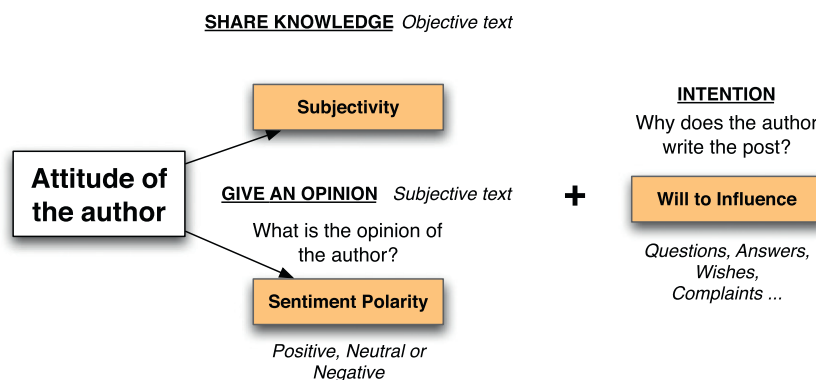 SHARE KNOWLEDGE Objective text
Subjectivity
Attitude of
the author
GIVE AN OPINION Subjective text
What is the opinion of
the author?
Sentiment Polarity
Positive, Neutral or
Negative
+
INTENTION
Why does the author
write the post?
Will to Influence
Questions, Answers,
Wishes,
Complaints ...